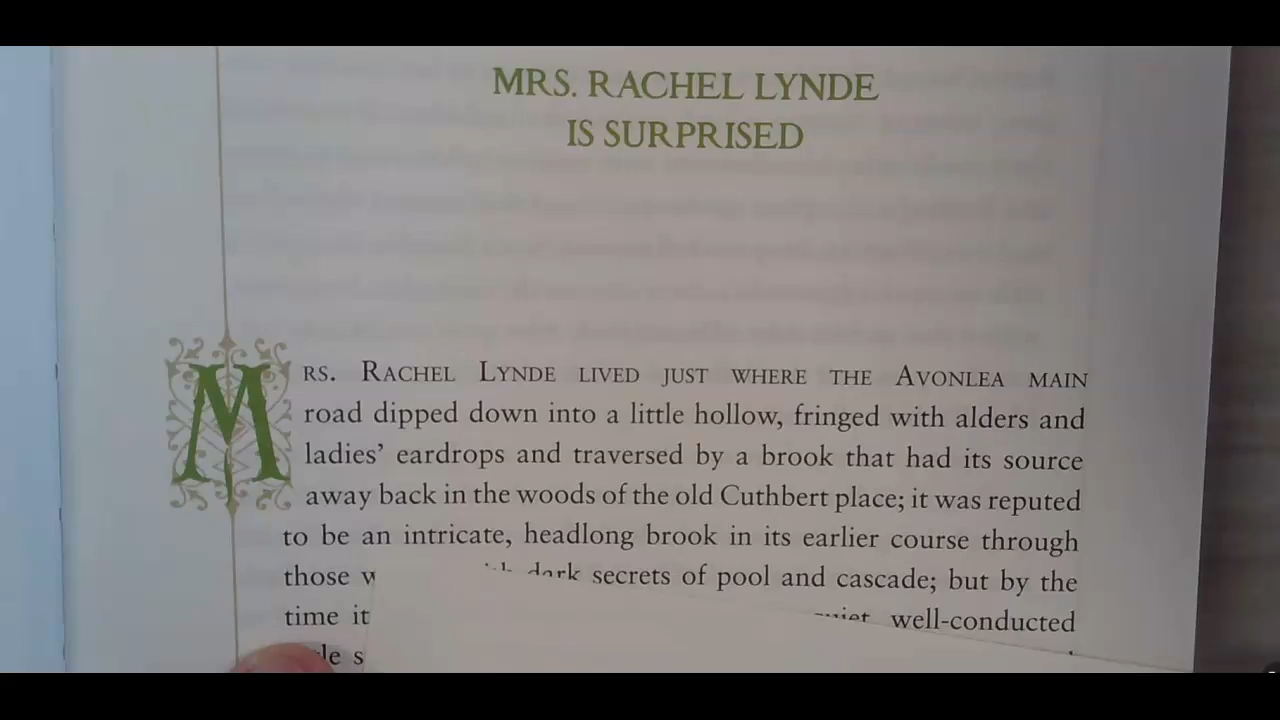 MRS. RACHEL LYNDE
IS SURPRISED
MRS. RACHEL LYNDE LIVED JUST WHERE THE AVONLEA MAIN
road dipped down into a little hollow, fringed with alders and
ladies’ eardrops and traversed by a brook that had its source
away back in the woods of the old Cuthbert place; it was reputed
to be an intricate, headlong brook in its earlier course through
those dark secrets of pool and cascade; but by the
time it well-conducted